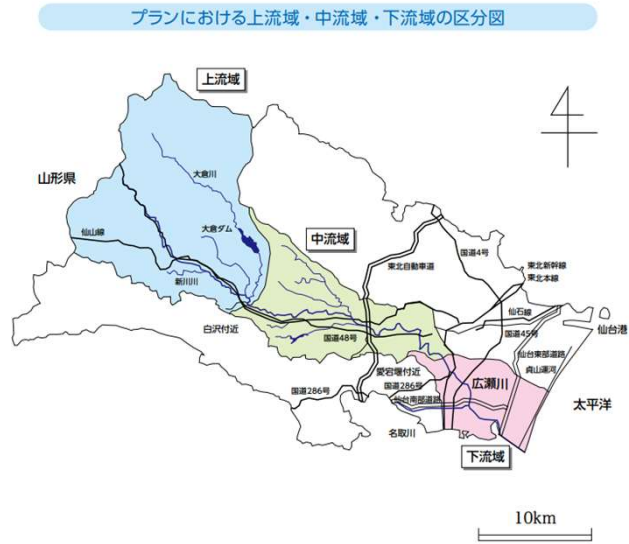 プランにおける上流域・中流域・下流域の区分図
上流域
山形県
大倉川
大倉ダム
中流域
仙山線
新川川
国道4号
東北新幹線
東北本線
東北自動車道
仙石線
仙台港
白沢付近
国道48号
国道45号
仙台東部道路
貞山運河
愛宕堰付近
国道286号
広瀬川
国道286号
仙台南部道路
太平洋
名取川
下流域
10km